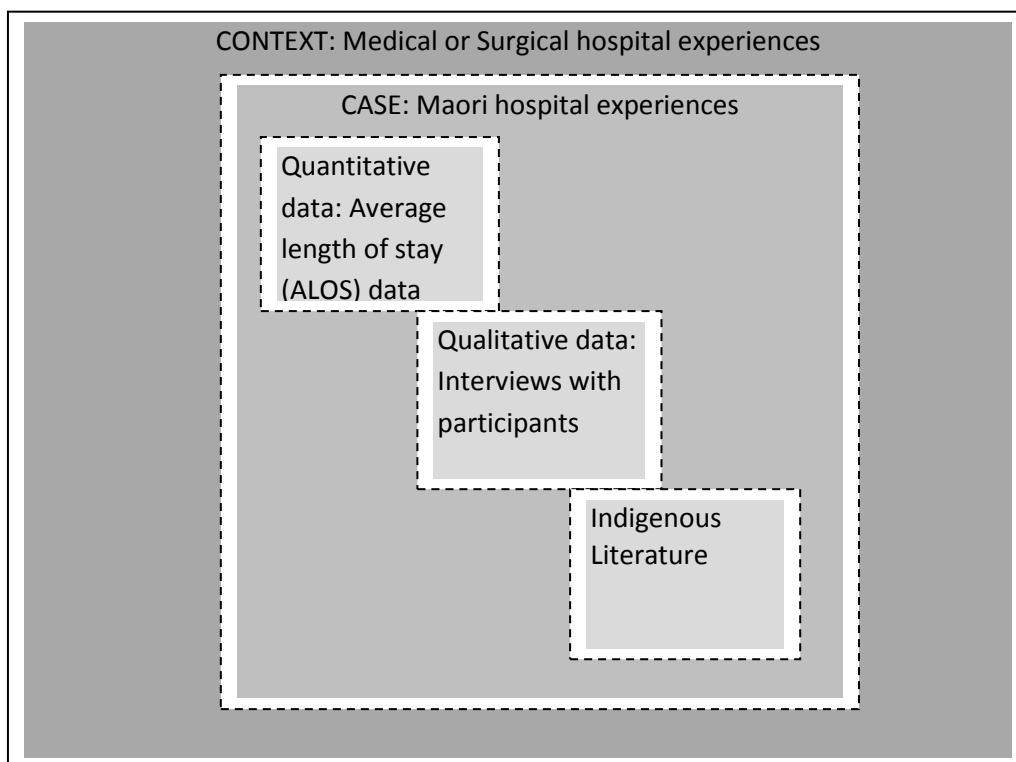 CONTEXT: Medical or Surgical hospital experiences
CASE: Maori hospital experiences
Quantitative
data: Average
length of stay
(ALOS) data
Qualitative data:
Interviews with
participants
Indigenous
Literature